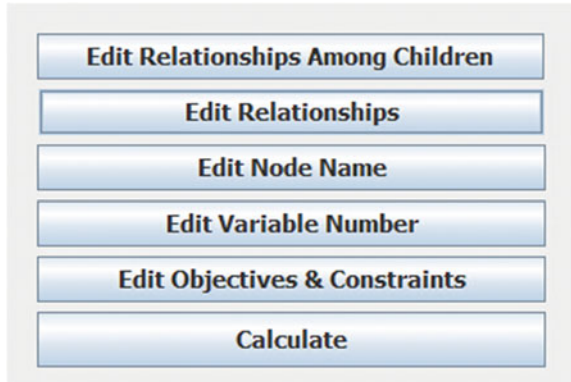 Edit Relationships Among Children
Edit Relationships
Edit Node Name
Edit Variable Number
Edit Objectives & Constraints
Calculate